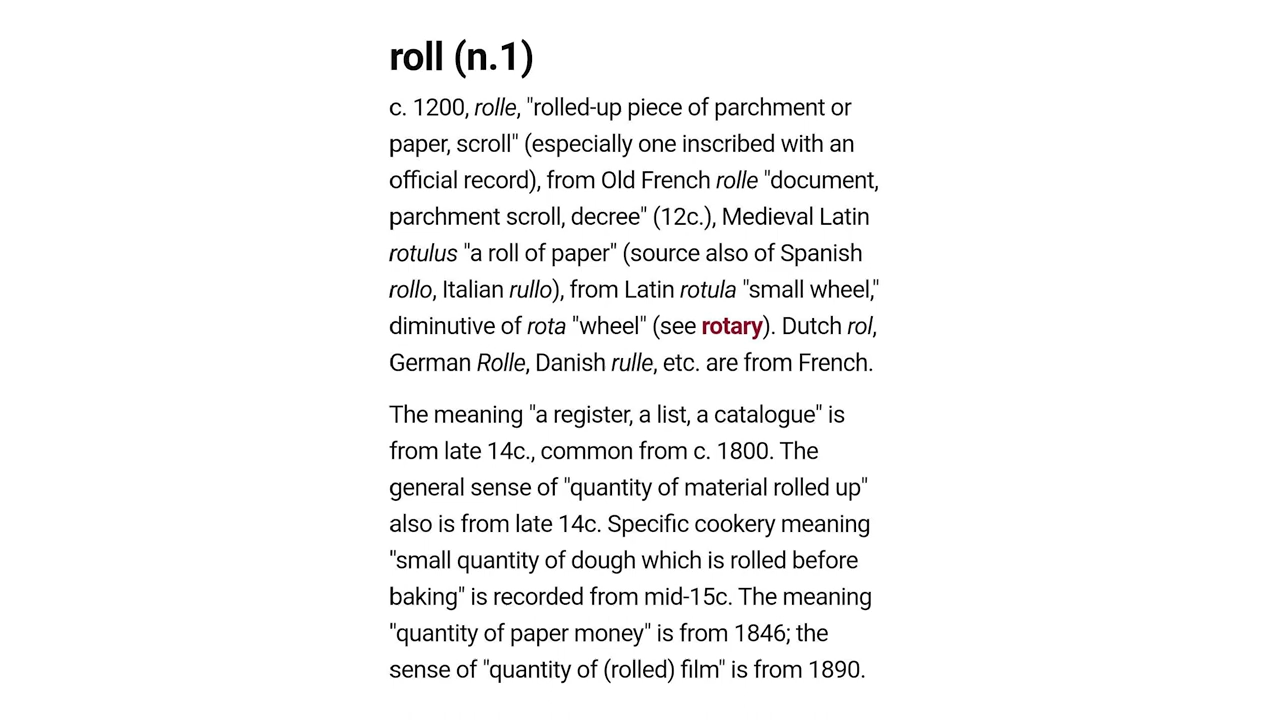 roll (n.1)
c. 1200, rolle, "rolled-up piece of parchment or
paper, scroll" (especially one inscribed with an
official record), from Old French rolle "document,
parchment scroll, decree" (12c.), Medieval Latin
rotulus "a roll of paper" (source also of Spanish
rollo, Italian rullo), from Latin rotula "small wheel,"
diminutive of rota "wheel" (see rotary). Dutch rol,
German Rolle, Danish rulle, etc. are from French.
The meaning "a register, a list, a catalogue" is
from late 14c., common from c. 1800. The
general sense of "quantity of material rolled up"
also is from late 14c. Specific cookery meaning
"small quantity of dough which is rolled before
baking" is recorded from mid-15c. The meaning
"quantity of paper money" is from 1846; the
sense of "quantity of (rolled) film" is from 1890.